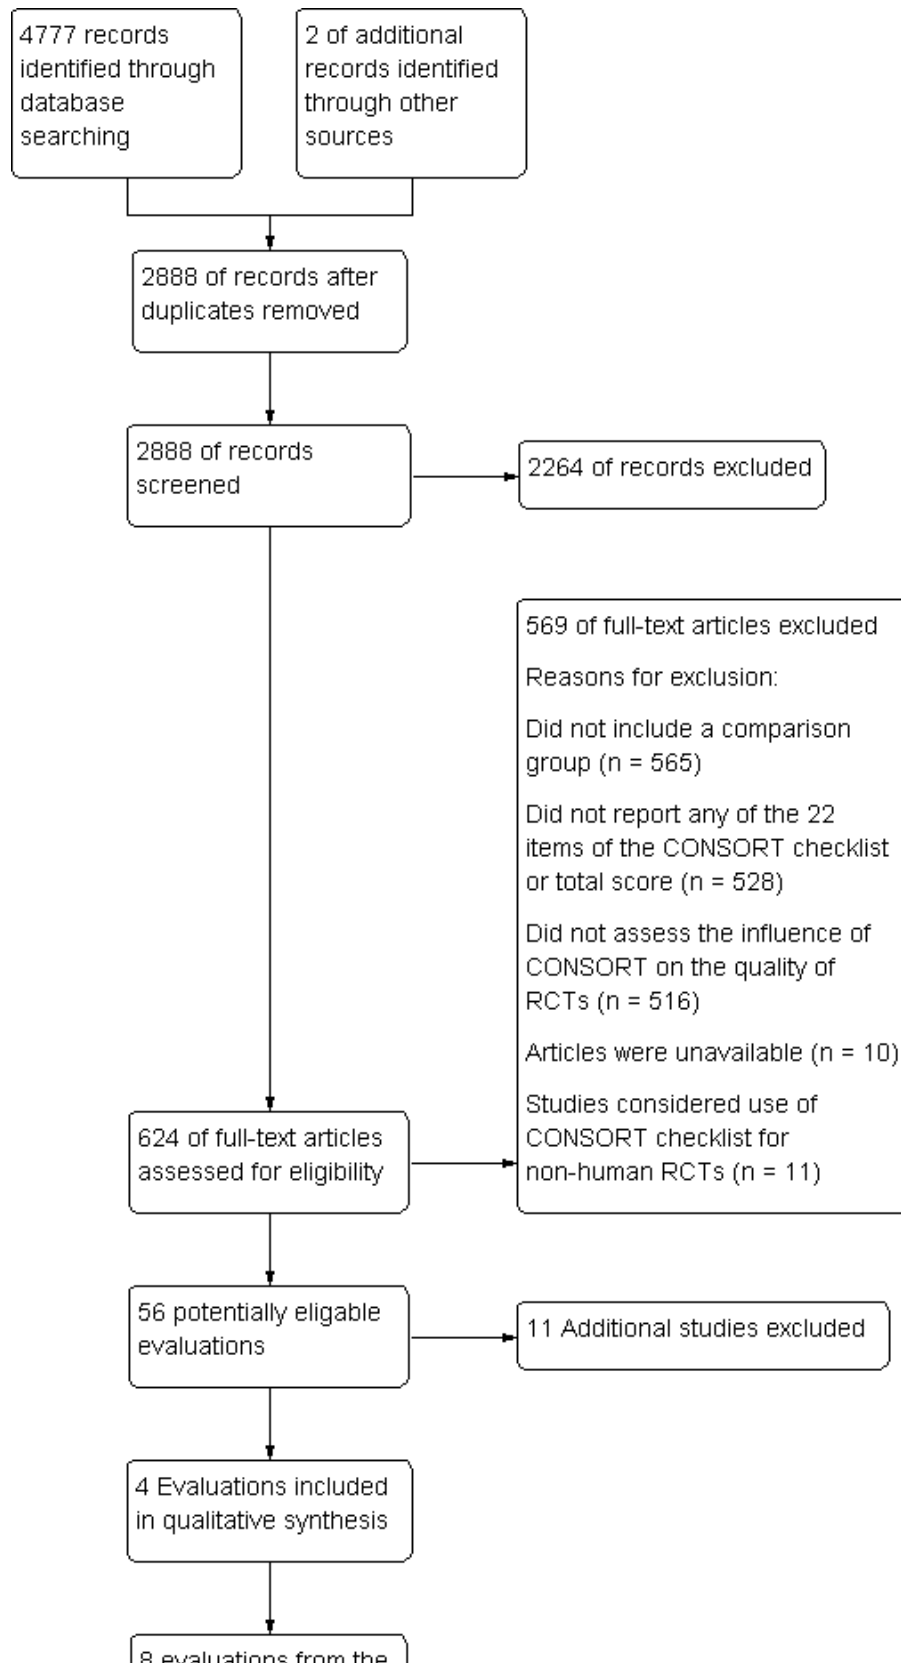 4777 records
identified through
database
searching
2 of additional
records identified
through other
sources
2888 of records after
duplicates removed
2888 of records
screened
2264 of records excluded
569 of full-text articles excluded
Reasons for exclusion:
Did not include a comparison
group (n = 565)
Did not report any of the 22
items of the CONSORT checklist
or total score (n = 528)
Did not assess the influence of
CONSORT on the quality of
RCTs (n = 516)
Articles were unavailable (n = 10)
Studies considered use of
CONSORT checklist for
non-human RCTs (n = 11)
624 of full-text articles
assessed for eligibility
56 potentially eligable
evaluations
11 Additional studies excluded
4 Evaluations included
in qualitative synthesis
8 evaluations from the